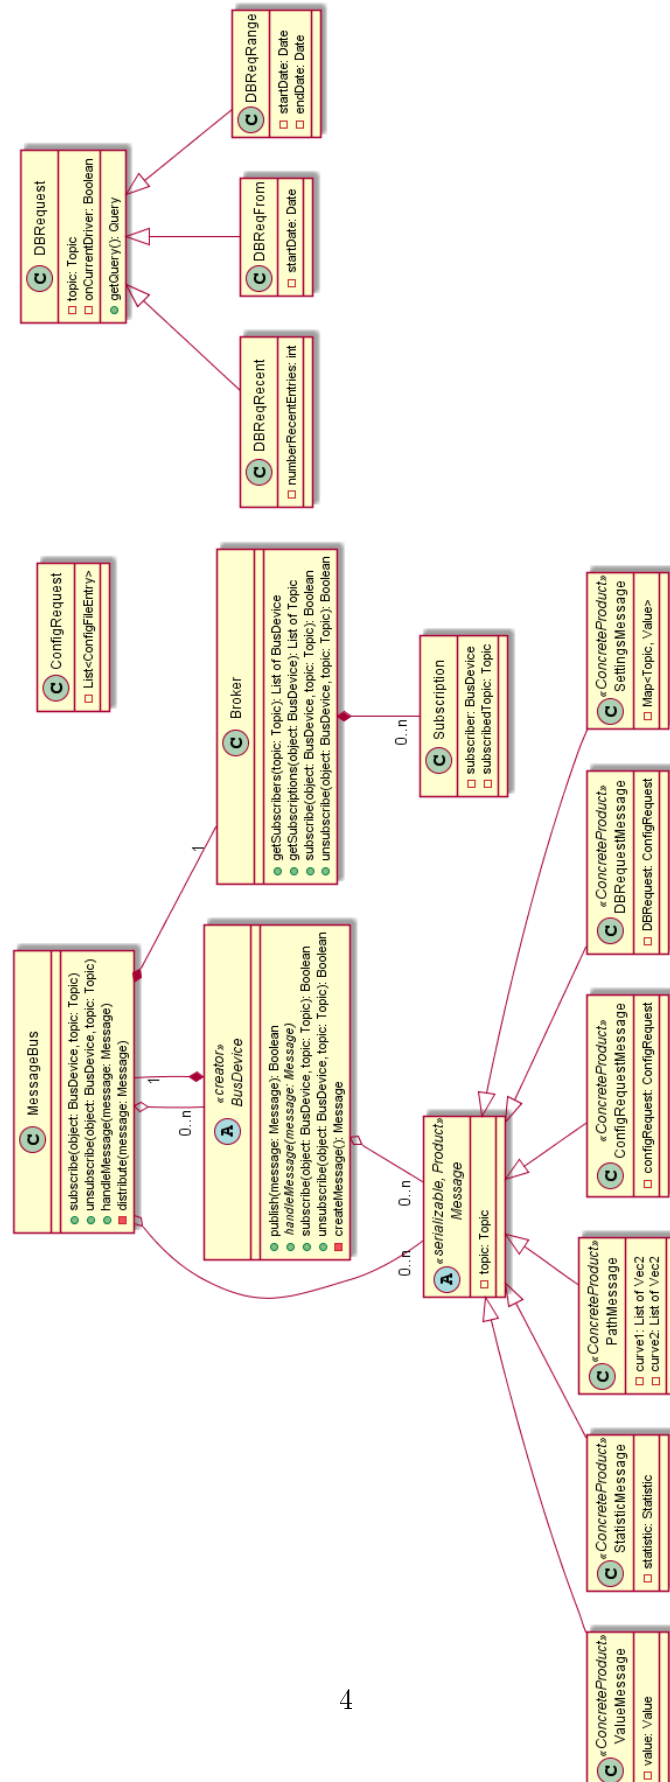 C MessageBus
subscribe(object: BusDevice, topic: Topic)
unsubscribe(object: BusDevice, topic: Topic)
handleMessage(message: Message)
distribute(message: Message)
C ConfigRequest
List<ConfigFileEntry>
C DBRequest
topic: Topic
onCurrentDriver: Boolean
getQuery(): Query
1
1
0..n
0..n
«creator»
A BusDevice
publish(message: Message): Boolean
handleMessage(message: Message)
subscribe(object: BusDevice, topic: Topic): Boolean
unsubscribe(object: BusDevice, topic: Topic): Boolean
createMessage(): Message
C Broker
getSubscribers(topic: Topic): List of BusDevice
getSubscriptions(object: BusDevice): List of Topic
subscribe(object: BusDevice, topic: Topic): Boolean
unsubscribe(object: BusDevice, topic: Topic): Boolean
C DBReqRecent
numberRecentEntries: int
C DBReqFrom
startDate: Date
C DBReqRange
startDate: Date
endDate: Date
0..n
0..n
«serializable, Product»
A Message
topic: Topic
C Subscription
subscriber: BusDevice
subscribedTopic: Topic
«ConcreteProduct»
C ValueMessage
value: Value
«ConcreteProduct»
C StatisticMessage
statistic: Statistic
«ConcreteProduct»
C PathMessage
curve1: List of Vec2
curve2: List of Vec2
«ConcreteProduct»
C ConfigRequestMessage
configRequest: ConfigRequest
«ConcreteProduct»
C DBRequestMessage
DBRequest: ConfigRequest
«ConcreteProduct»
C SettingsMessage
Map<Topic, Value>
4